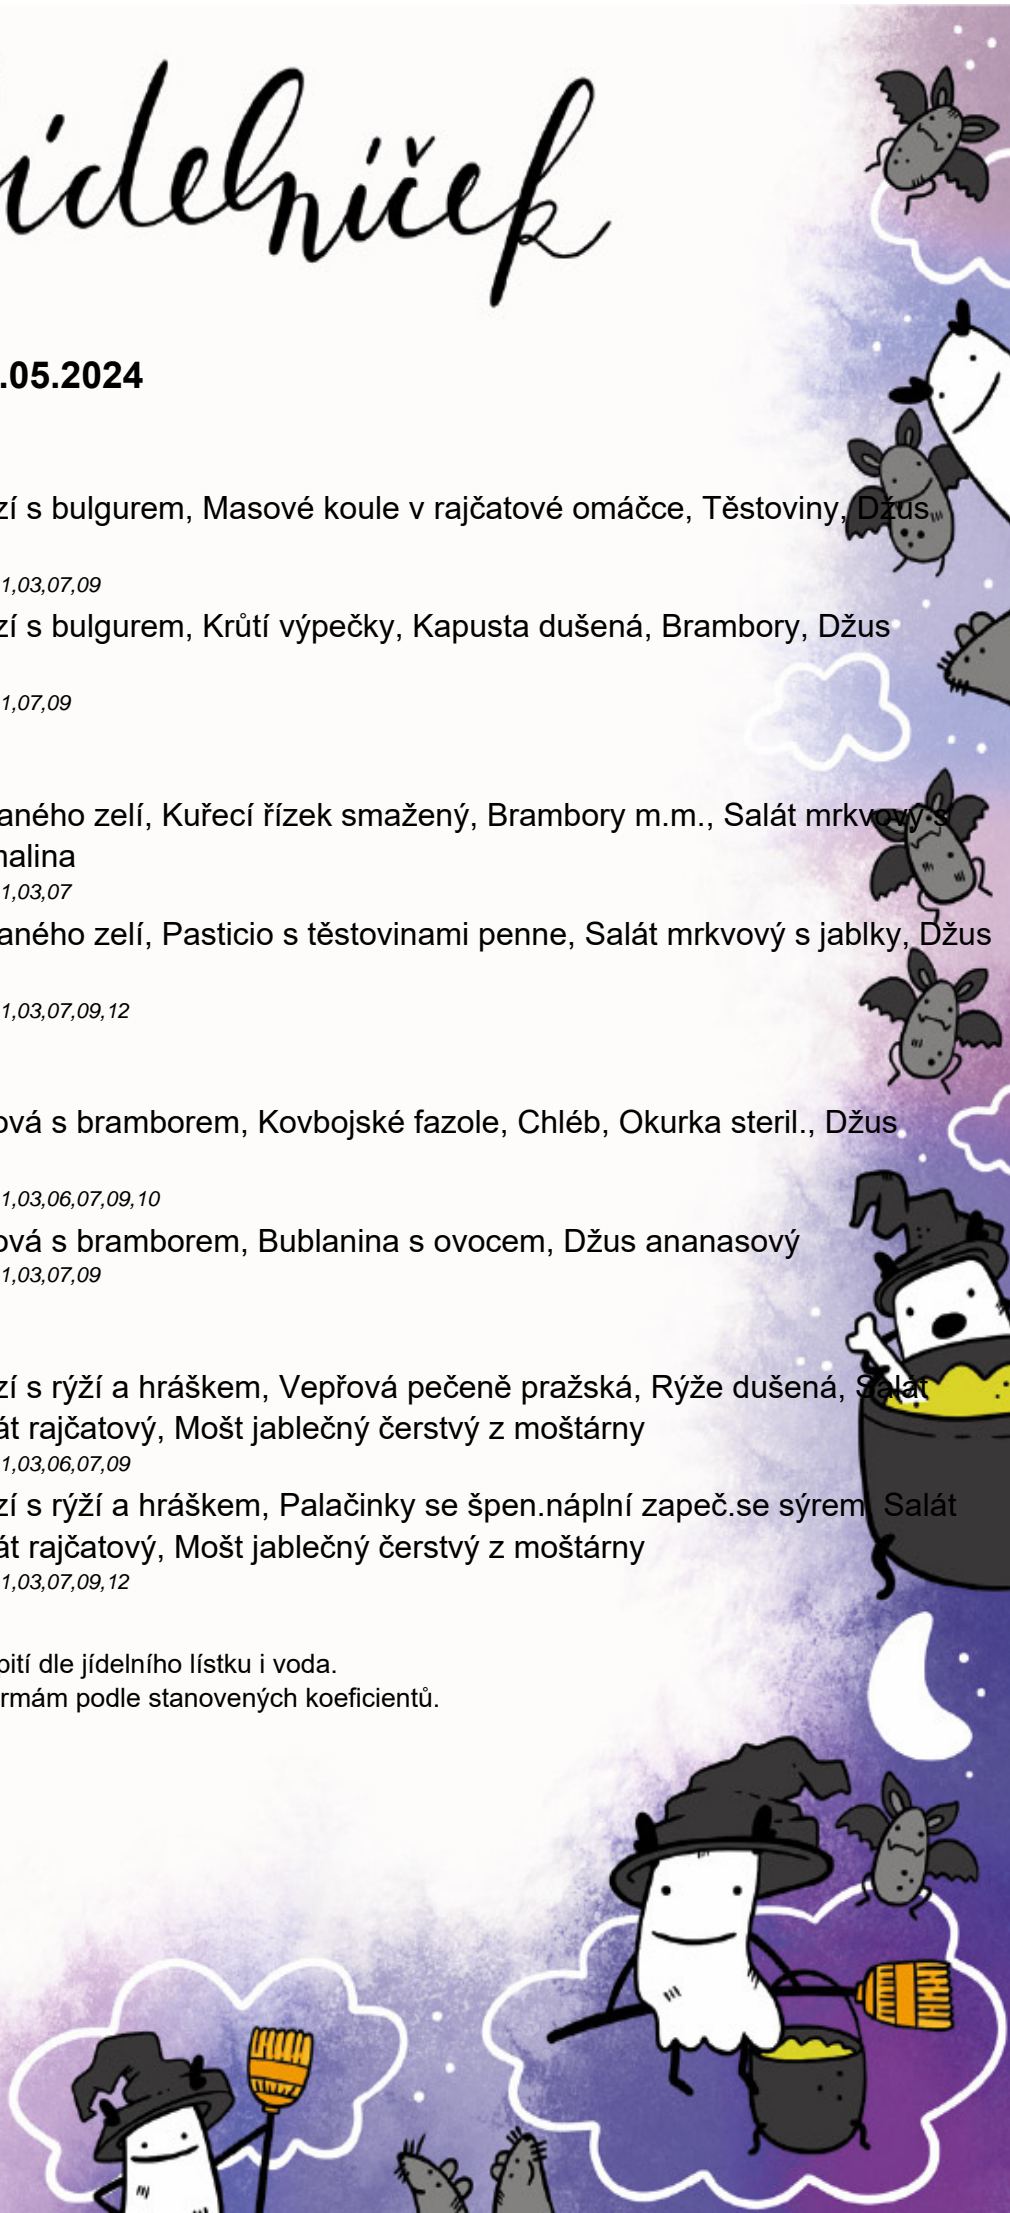 ídelníček
.05.2024
zí s bulgurem, Masové koule v rajčatové omáčce, Těstoviny, Džus
1,03,07,09
zí s bulgurem, Krůtí výpečky, Kapusta dušená, Brambory, Džus
1,07,09
aného zelí, Kuřecí řízek smažený, Brambory m.m., Salát mrkvový s
nalina
1,03,07
aného zelí, Pasticio s těstovinami penne, Salát mrkvový s jablky, Džus
1,03,07,09,12
ová s bramborem, Kovbojské fazole, Chléb, Okurka steril., Džus
1,03,06,07,09,10
ová s bramborem, Bublanina s ovocem, Džus ananasový
1,03,07,09
zí s rýží a hráškem, Vepřová pečeně pražská, Rýže dušená, Salát
át rajčatový, Mošt jablečný čerstvý z moštárny
1,03,06,07,09
zí s rýží a hráškem, Palačinky se špen.náplní zapeč.se sýrem, Salát
át rajčatový, Mošt jablečný čerstvý z moštárny
1,03,07,09,12
pití dle jídelního lístku i voda.
rmám podle stanovených koeficientů.